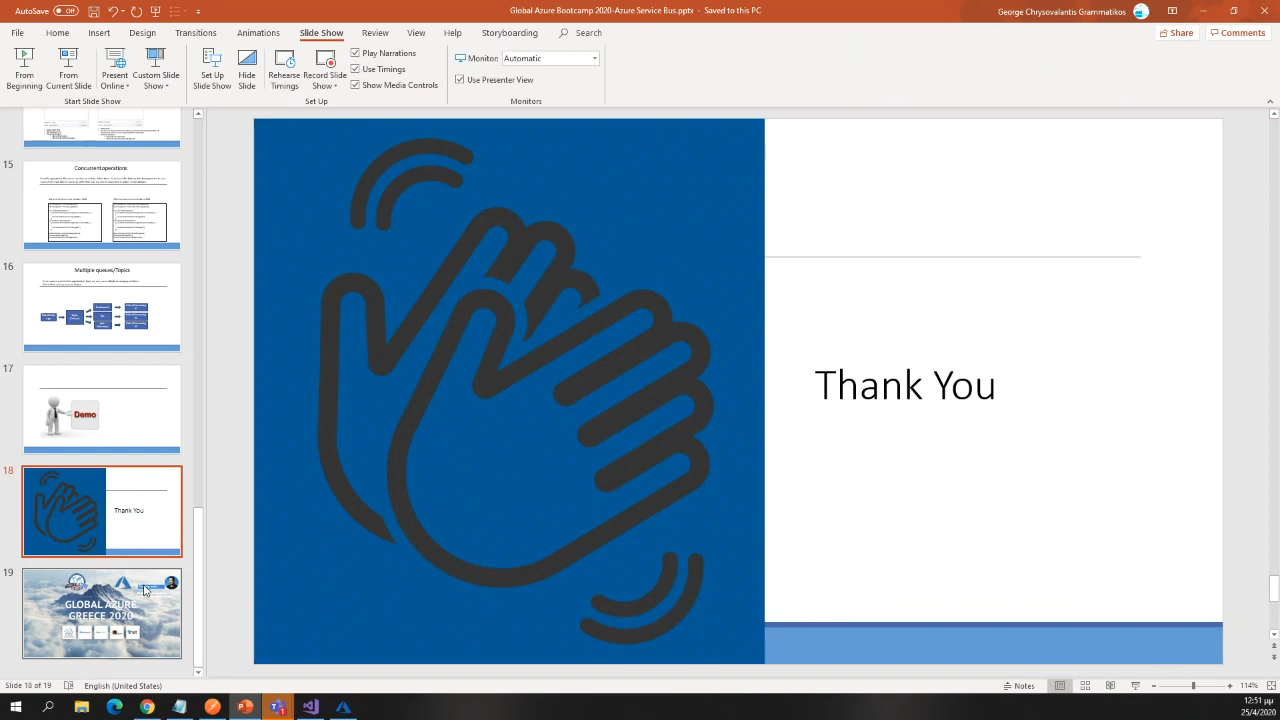 AutoSave Off
Global Azure Bootcamp 2020-Azure Service Bus.pptx - Saved to this PC
George Chrysovalantis Grammatikos
File Home Insert Design Transitions Animations Slide Show Review View Help Storyboarding Search
Share Comments
From Beginning
From Current Slide
Present Online
Custom Slide Show
Start Slide Show
Set Up Slide Show
Hide Slide
Rehearse Timings
Record Slide Show
Play Narrations
Use Timings
Show Media Controls
Set Up
Monitor: Automatic
Use Presenter View
Monitors
15
Concurrent operations
16
Multiple queues/Topics
17
Demo
18
Thank You
19
GLOBAL AZURE
GREECE 2020
Thank You
Slide 18 of 19
English (United States)
Notes
114%
12:51 μμ
25/4/2020